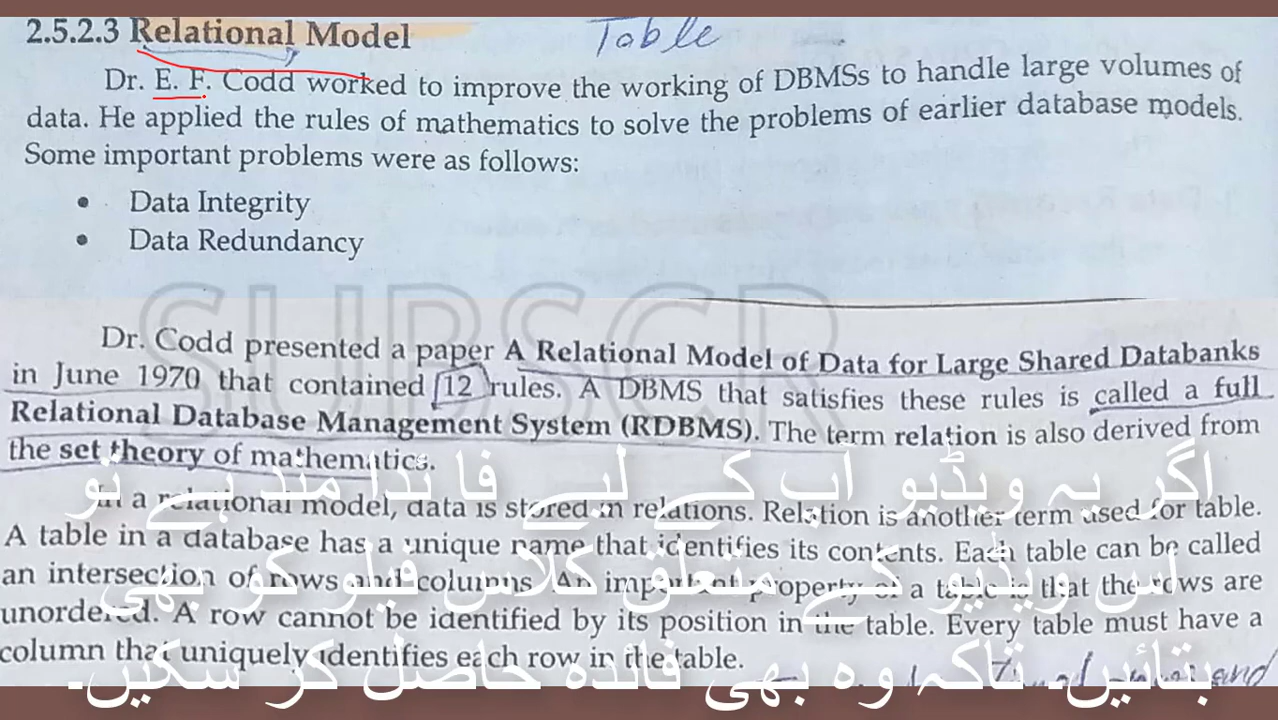 2.5.2.3 Relational Model
Table
Dr. E. F. Codd worked to improve the working of DBMSs to handle large volumes of
data. He applied the rules of mathematics to solve the problems of earlier database models.
Some important problems were as follows:
• Data Integrity
• Data Redundancy
SUBSCR
Dr. Codd presented a paper A Relational Model of Data for Large Shared Databanks
in June 1970 that contained 12 rules. A DBMS that satisfies these rules is called a full
Relational Database Management System (RDBMS). The term relation is also derived from
the set theory of mathematics.
In a relational model, data is stored in relations. Relation is another term used for table.
A table in a database has a unique name that identifies its contents. Each table can be called
an intersection of rows and columns. An important property of a table is that the rows are
unordered. A row cannot be identified by its position in the table. Every table must have a
column that uniquely identifies each row in the table.
اگر یہ ویڈیو اپ کے لیے فائدا مند ہے تو
اس ویڈیو کے متعلق کلاس فیلو کو بھی
بتائیں۔ تاکہ وہ بھی فائدہ حاصل کر سکیں۔
and